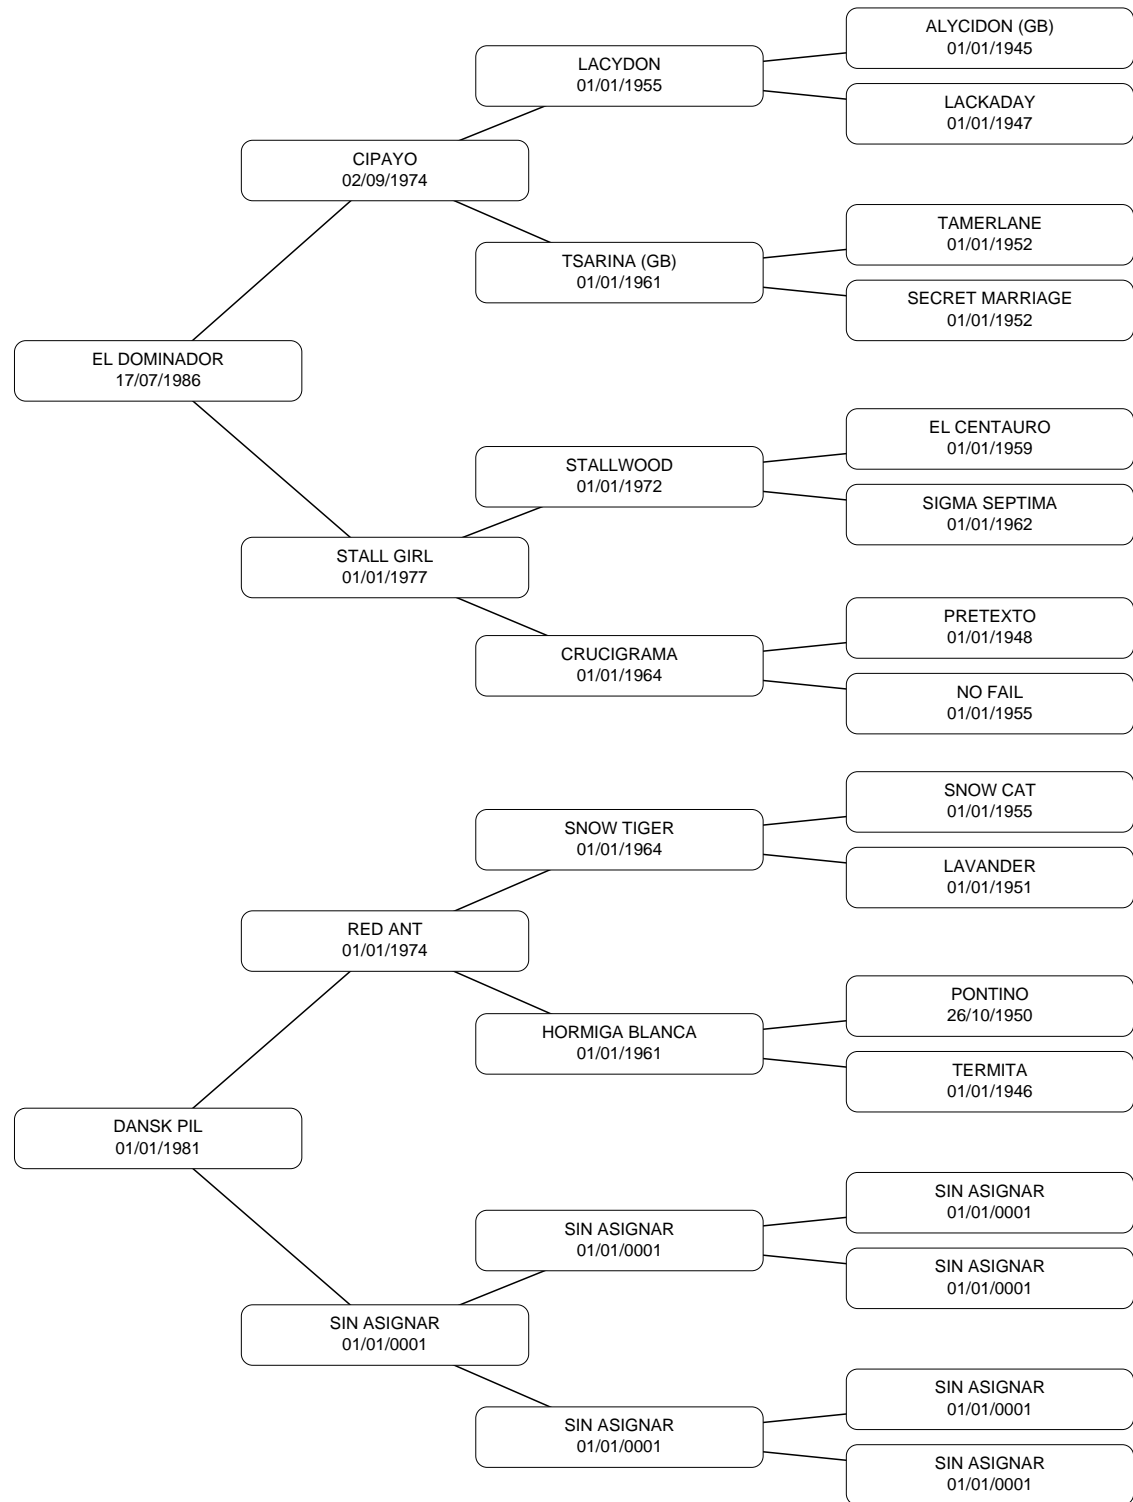 ALYCIDON (GB)
01/01/1945
LACYDON
01/01/1955
LACKADAY
01/01/1947
CIPAYO
02/09/1974
TAMERLANE
01/01/1952
TSARINA (GB)
01/01/1961
SECRET MARRIAGE
01/01/1952
EL DOMINADOR
17/07/1986
EL CENTAURO
01/01/1959
STALLWOOD
01/01/1972
SIGMA SEPTIMA
01/01/1962
STALL GIRL
01/01/1977
PRETEXTO
01/01/1948
CRUCIGRAMA
01/01/1964
NO FAIL
01/01/1955
SNOW CAT
01/01/1955
SNOW TIGER
01/01/1964
LAVANDER
01/01/1951
RED ANT
01/01/1974
PONTINO
26/10/1950
HORMIGA BLANCA
01/01/1961
TERMITA
01/01/1946
DANSK PIL
01/01/1981
SIN ASIGNAR
01/01/0001
SIN ASIGNAR
01/01/0001
SIN ASIGNAR
01/01/0001
SIN ASIGNAR
01/01/0001
SIN ASIGNAR
01/01/0001
SIN ASIGNAR
01/01/0001
SIN ASIGNAR
01/01/0001